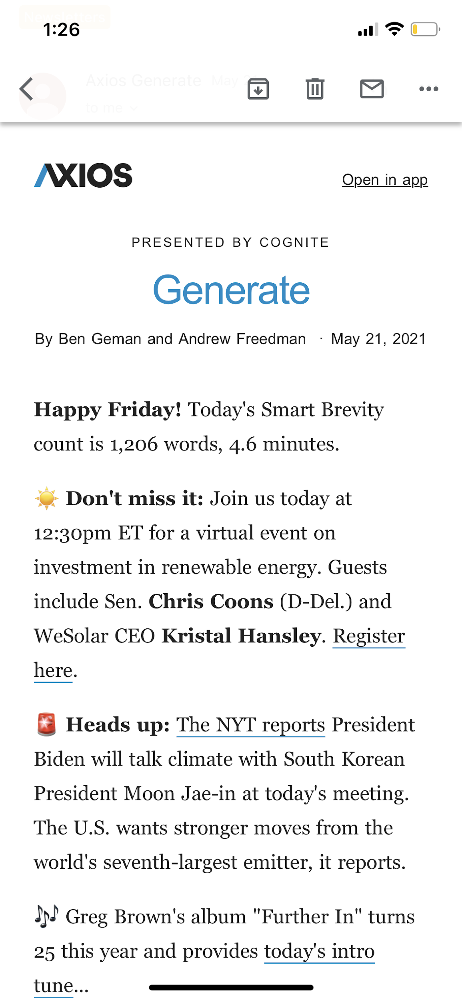 Newsletters
1:26
Axios Generate May 2
to me
AXIOS
Open in app
PRESENTED BY COGNITE
Generate
By Ben Geman and Andrew Freedman · May 21, 2021
Happy Friday! Today's Smart Brevity
count is 1,206 words, 4.6 minutes.
☀️ Don't miss it: Join us today at
12:30pm ET for a virtual event on
investment in renewable energy. Guests
include Sen. Chris Coons (D-Del.) and
WeSolar CEO Kristal Hansley. Register
here.
🚨 Heads up: The NYT reports President
Biden will talk climate with South Korean
President Moon Jae-in at today's meeting.
The U.S. wants stronger moves from the
world's seventh-largest emitter, it reports.
🎶 Greg Brown's album "Further In" turns
25 this year and provides today's intro
tune...